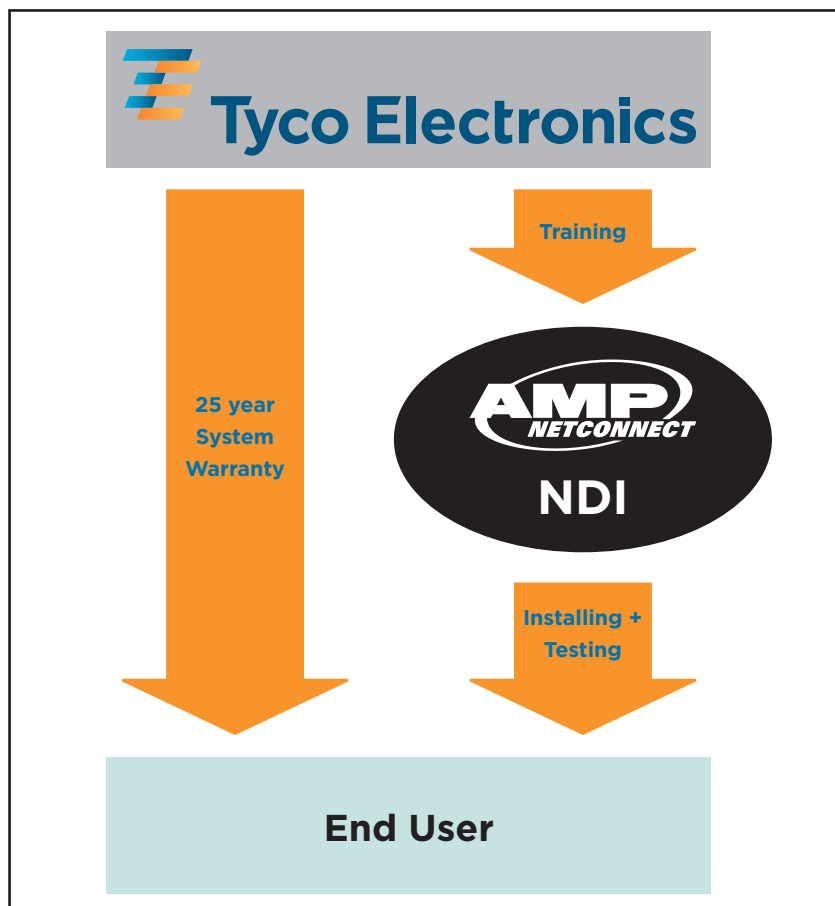 Tyco Electronics
Training
25 year
System
Warranty
AMP
NETCONNECT
NDI
Installing +
Testing
End User